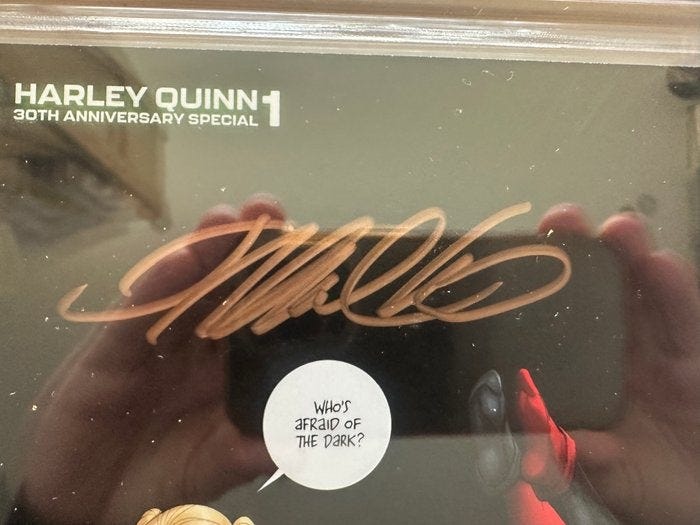 HARLEY QUINN 1
30TH ANNIVERSARY SPECIAL
WHO'S
AFRAID OF
THE DARK?